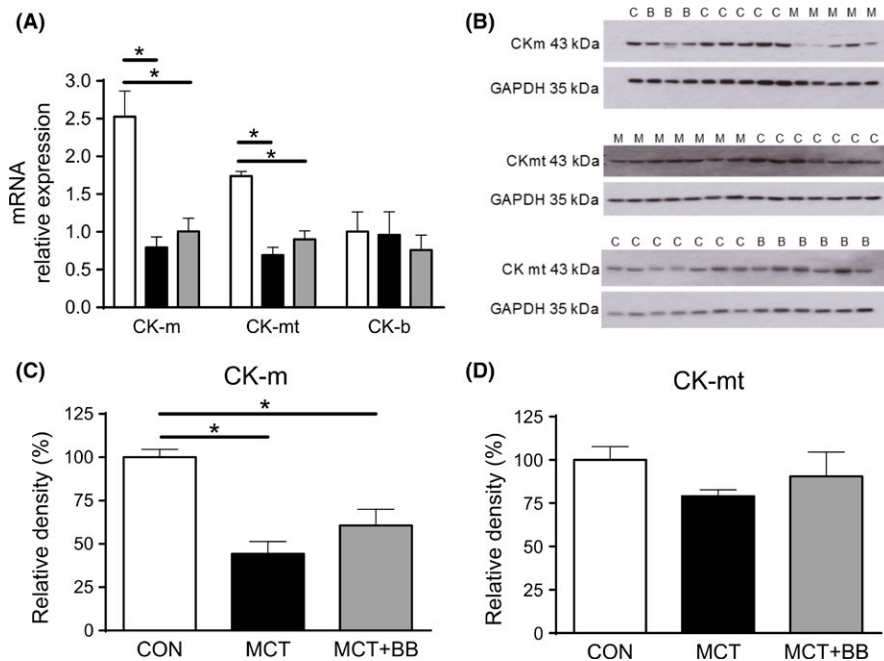 (A)
*
*
3.0
2.5
2.0
1.5
1.0
0.5
0.0
mRNA
relative expression
*
*
CK-m CK-mt CK-b
(B)
C B B B C C C C C M M M M M
CKm 43 kDa
GAPDH 35 kDa
M M M M M M M C C C C C C C
CKmt 43 kDa
GAPDH 35 kDa
C C C C C C C B B B B B B
CK mt 43 kDa
GAPDH 35 kDa
(C)
CK-m
125
100
75
50
25
0
Relative density (%)
*
*
CON MCT MCT+BB
(D)
CK-mt
125
100
75
50
25
0
Relative density (%)
CON MCT MCT+BB